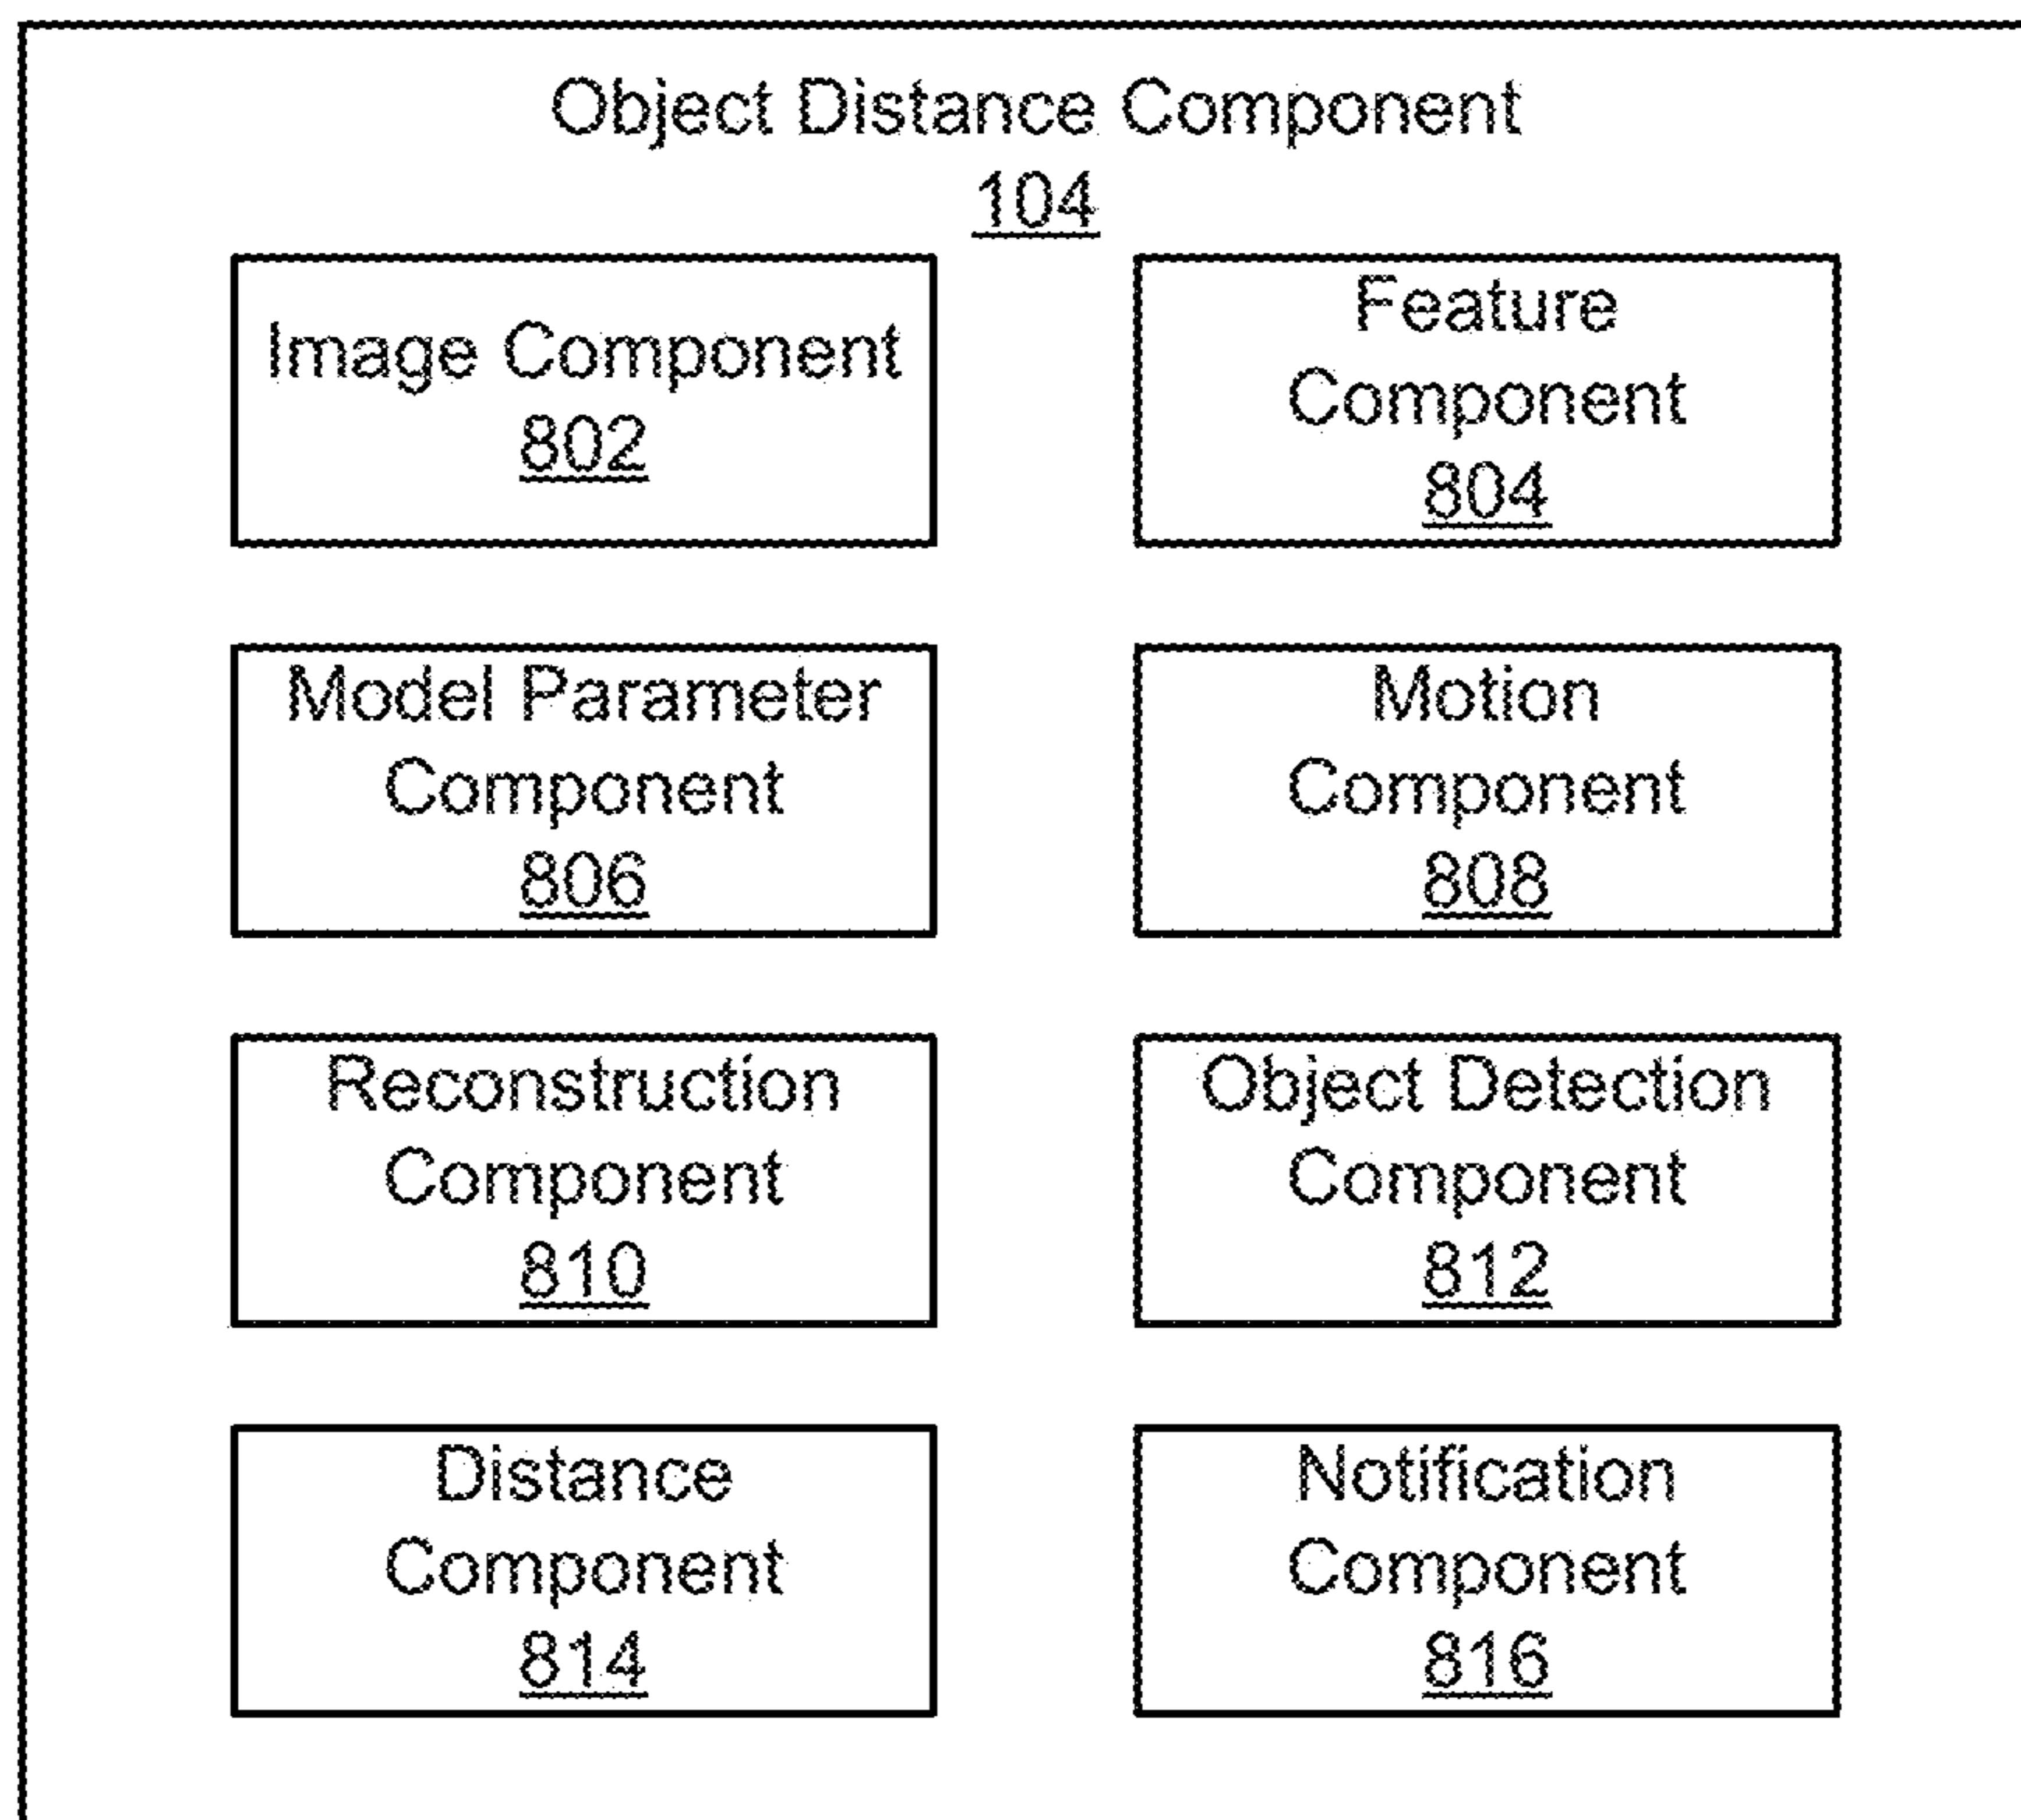 Object Distance Component
104
Image Component
802
Feature
Component
804
Model Parameter
Component
806
Motion
Component
808
Reconstruction
Component
810
Object Detection
Component
812
Distance
Component
814
Notification
Component
816